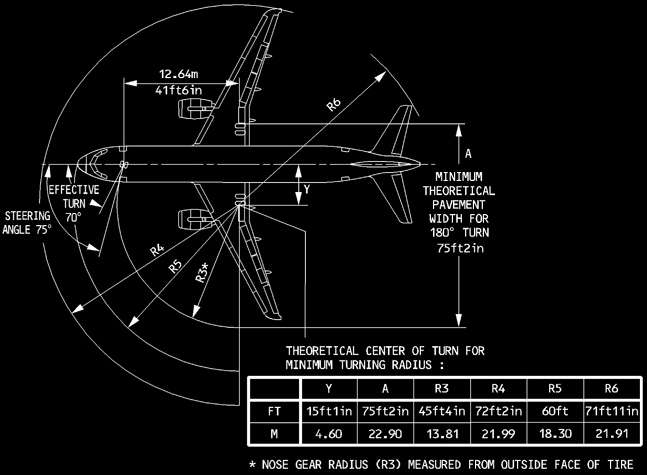 12.64m
41ft6in
R6
A
MINIMUM
THEORETICAL
PAVEMENT
WIDTH FOR
180° TURN
75ft2in
Y
EFFECTIVE
TURN
70°
STEERING
ANGLE 75°
R4
R5
R3*
THEORETICAL CENTER OF TURN FOR
MINIMUM TURNING RADIUS :
Y A R3 R4 R5 R6
FT 15ft1in 75ft2in 45ft4in 72ft2in 60ft 71ft11in
M 4.60 22.90 13.81 21.99 18.30 21.91
* NOSE GEAR RADIUS (R3) MEASURED FROM OUTSIDE FACE OF TIRE